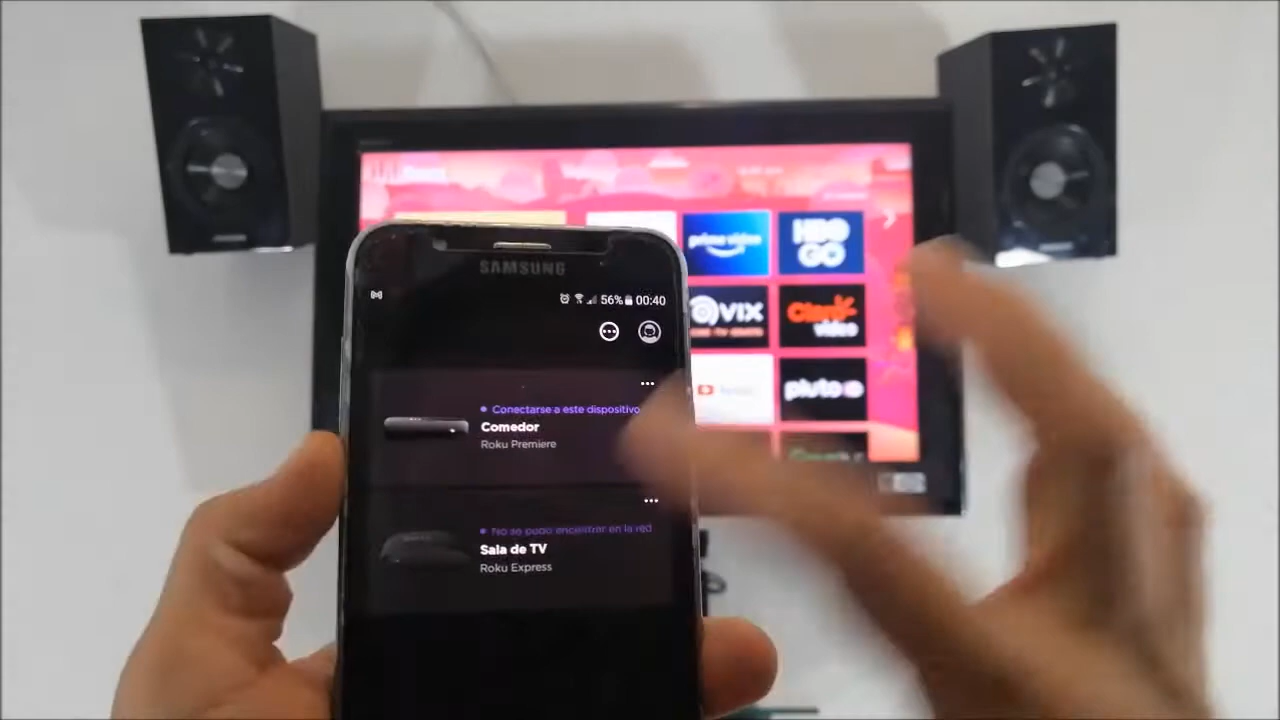 prime video
HBO
GO
SAMSUNG
56% 00:40
VIX
Claro
video
Conectarse a este dispositivo
Comedor
Roku Premiere
pluto
No se pudo encontrar en la red
Sala de TV
Roku Express